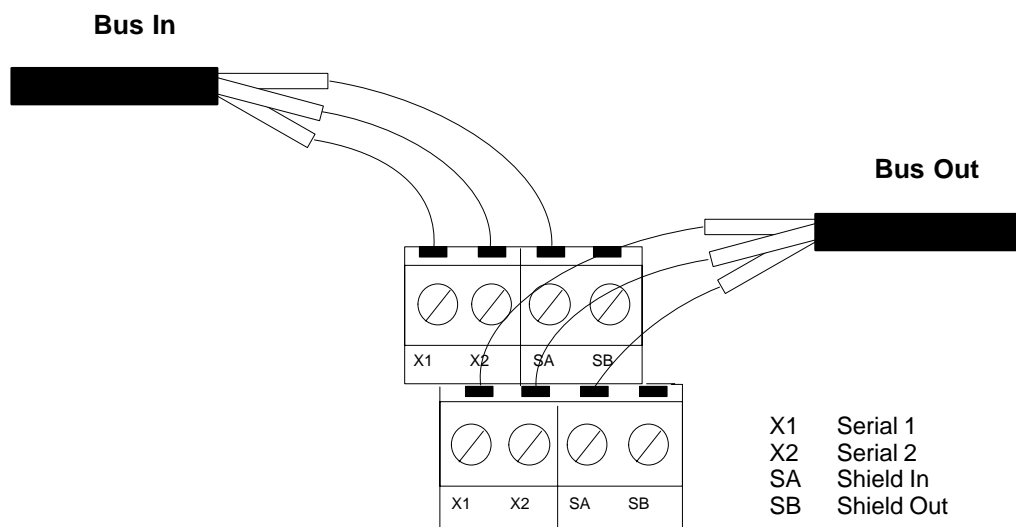 Bus In
Bus Out
X1 X2 SA SB
X1 X2 SA SB
X1 Serial 1
X2 Serial 2
SA Shield In
SB Shield Out